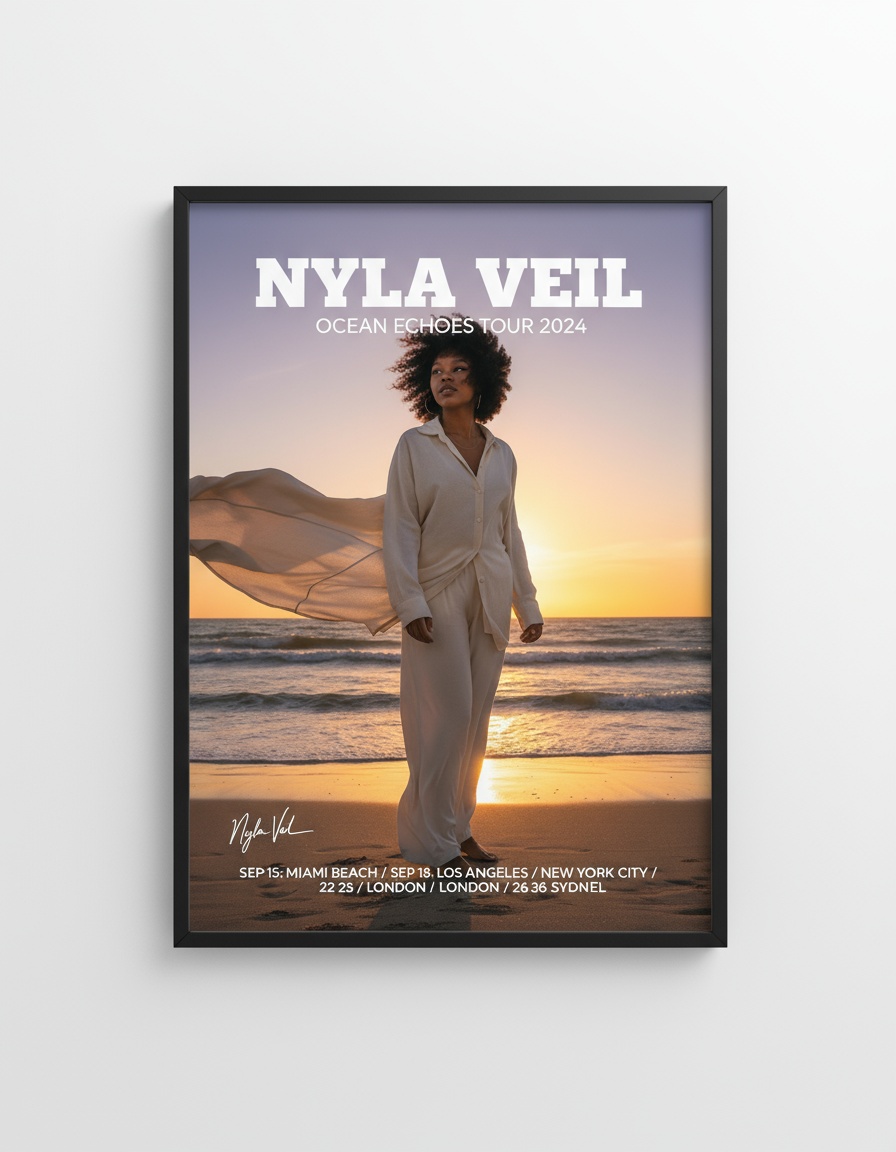 NYLA VEIL
OCEAN ECHOES TOUR 2024
Nyla Veil
SEP 15: MIAMI BEACH / SEP 18. LOS ANGELES / NEW YORK CITY /
22 2S / LONDON / LONDON / 26 36 SYDNEL